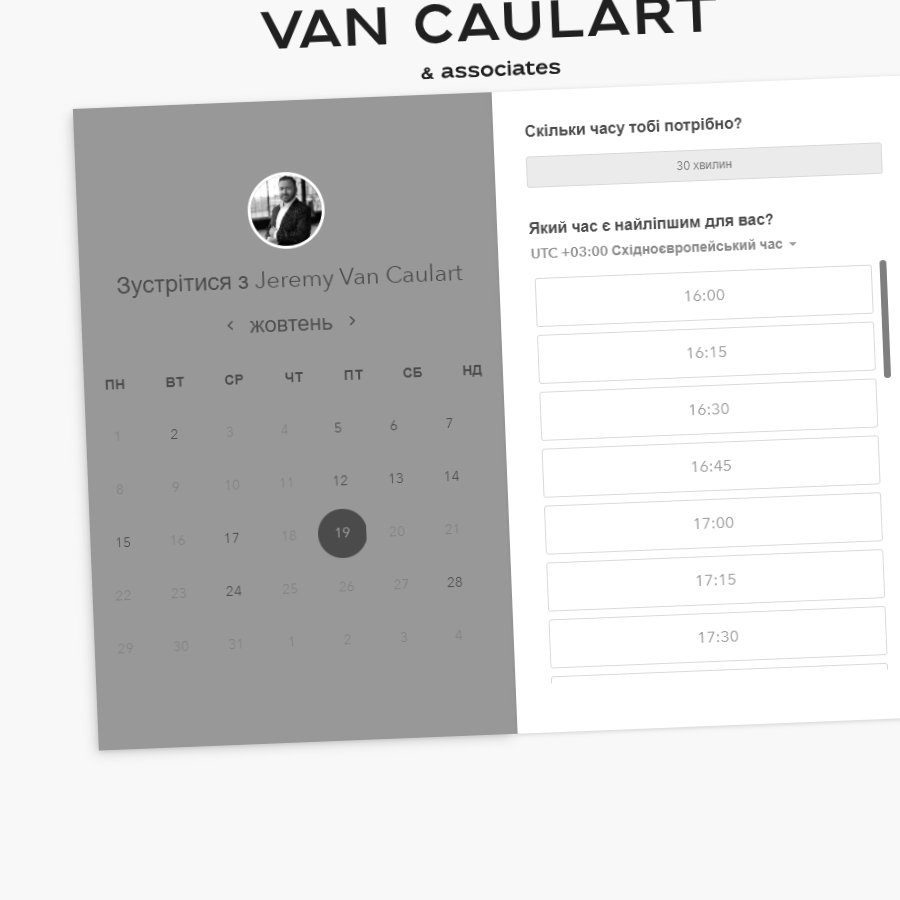 VAN CAULART
& associates
Зустрітися з Jeremy Van Caulart
‹ жовтень ›
ПН ВТ СР ЧТ ПТ СБ НД
1 2 3 4 5 6 7
8 9 10 11 12 13 14
15 16 17 18 19 20 21
22 23 24 25 26 27 28
29 30 31 1 2 3 4
Скільки часу тобі потрібно?
30 хвилин
Який час є найліпшим для вас?
UTC +03:00 Східноєвропейський час
16:00
16:15
16:30
16:45
17:00
17:15
17:30